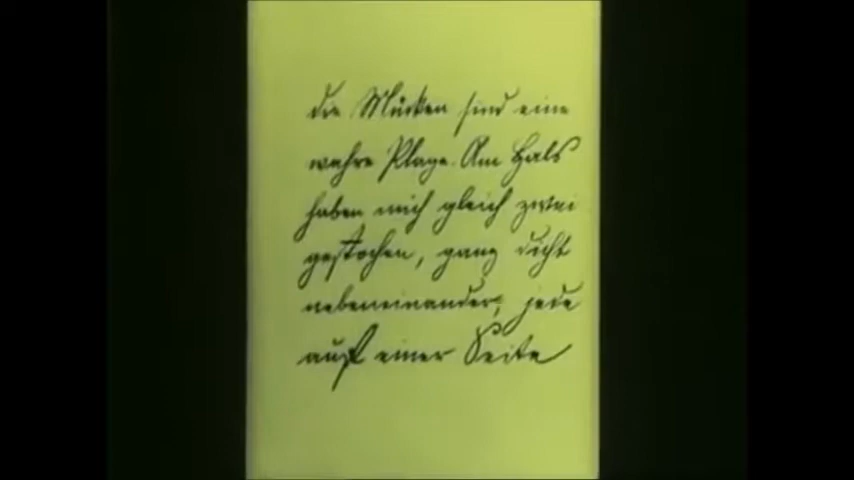 die Mücken sind eine
wahre Plage. Am Hals
haben mich gleich zwei
gestochen, ganz dicht
nebeneinander, jede
auf einer Seite